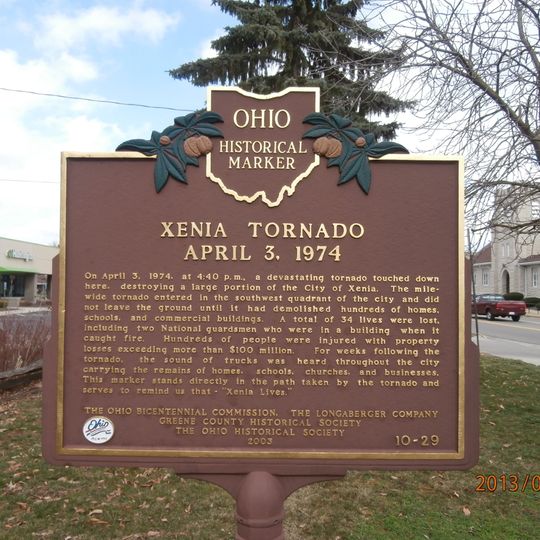 OHIO
HISTORICAL
MARKER
XENIA TORNADO
APRIL 3, 1974
On April 3, 1974, at 4:40 p.m., a devastating tornado touched down
here, destroying a large portion of the City of Xenia. The mile-
wide tornado entered in the southwest quadrant of the city and did
not leave the ground until it had demolished hundreds of homes,
schools, and commercial buildings. A total of 34 lives were lost,
including two National guardsmen who were in a building when it
caught fire. Hundreds of people were injured with property
losses exceeding more than $100 million. For weeks following the
tornado, the sound of trucks was heard throughout the city
carrying the remains of homes, schools, churches, and businesses.
This marker stands directly in the path taken by the tornado and
serves to remind us that - "Xenia Lives."
THE OHIO BICENTENNIAL COMMISSION, THE LONGABERGER COMPANY
GREENE COUNTY HISTORICAL SOCIETY
THE OHIO HISTORICAL SOCIETY
2003
10-29
Ohio
2013/0